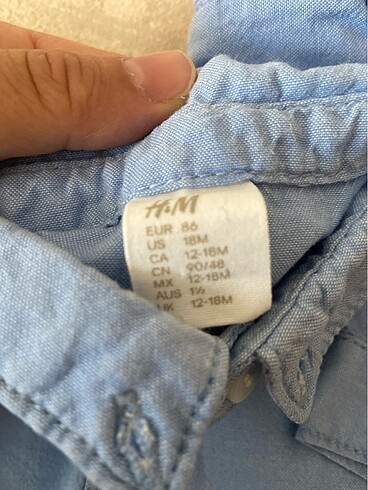 H&M
EUR 86
US 18M
CA 12-18M
CN 90/48
MX 12-18M
AUS 1½
UK 12-18M